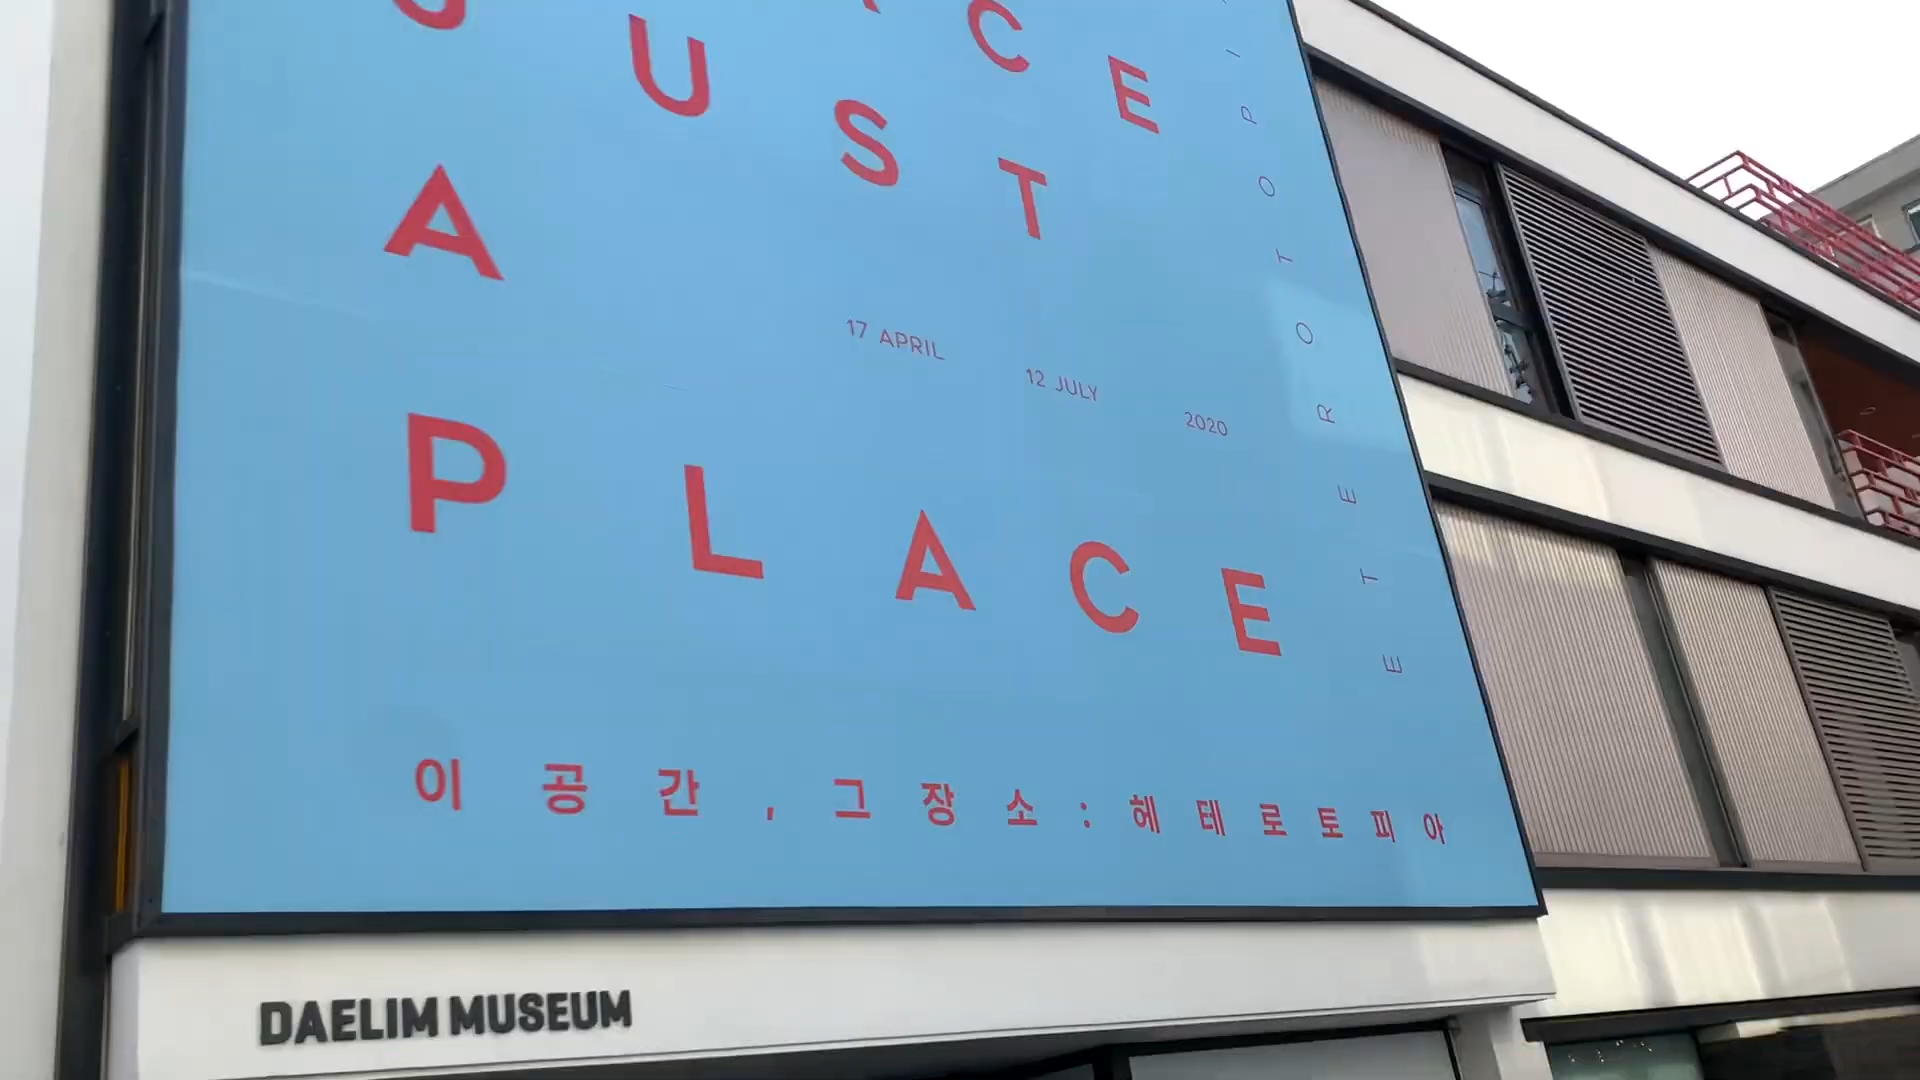 C E
J U S T
A
17 APRIL 12 JULY 2020
P L A C E
E T E R O T O P I
이 공 간 , 그 장 소 : 헤 테 로 토 피 아
DAELIM MUSEUM